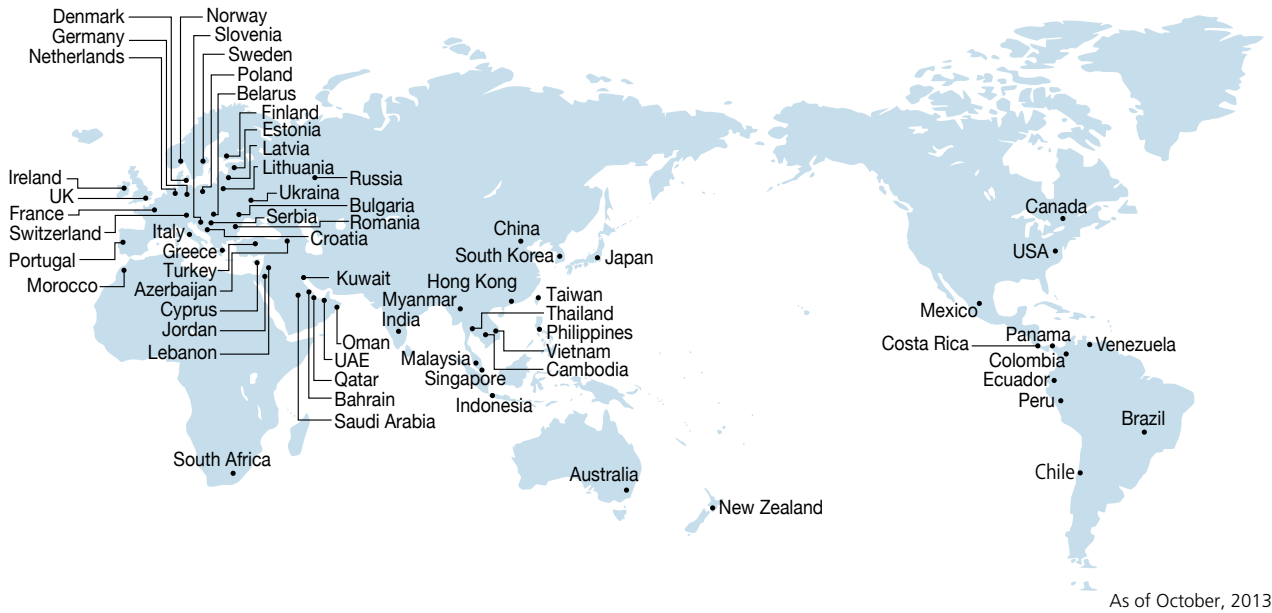 Denmark
Norway
Germany
Slovenia
Netherlands
Sweden
Poland
Belarus
Finland
Estonia
Latvia
Lithuania
Ireland
Russia
UK
Ukraina
France
Bulgaria
Switzerland
Serbia
Romania
Italy
Croatia
Portugal
Greece
Turkey
Morocco
Azerbaijan
Cyprus
Jordan
Lebanon
Kuwait
Oman
UAE
Qatar
Bahrain
Saudi Arabia
South Africa
China
South Korea
Japan
Hong Kong
Myanmar
Taiwan
India
Thailand
Philippines
Malaysia
Vietnam
Singapore
Cambodia
Indonesia
Australia
New Zealand
Canada
USA
Mexico
Costa Rica
Panama
Venezuela
Colombia
Ecuador
Peru
Brazil
Chile
As of October, 2013